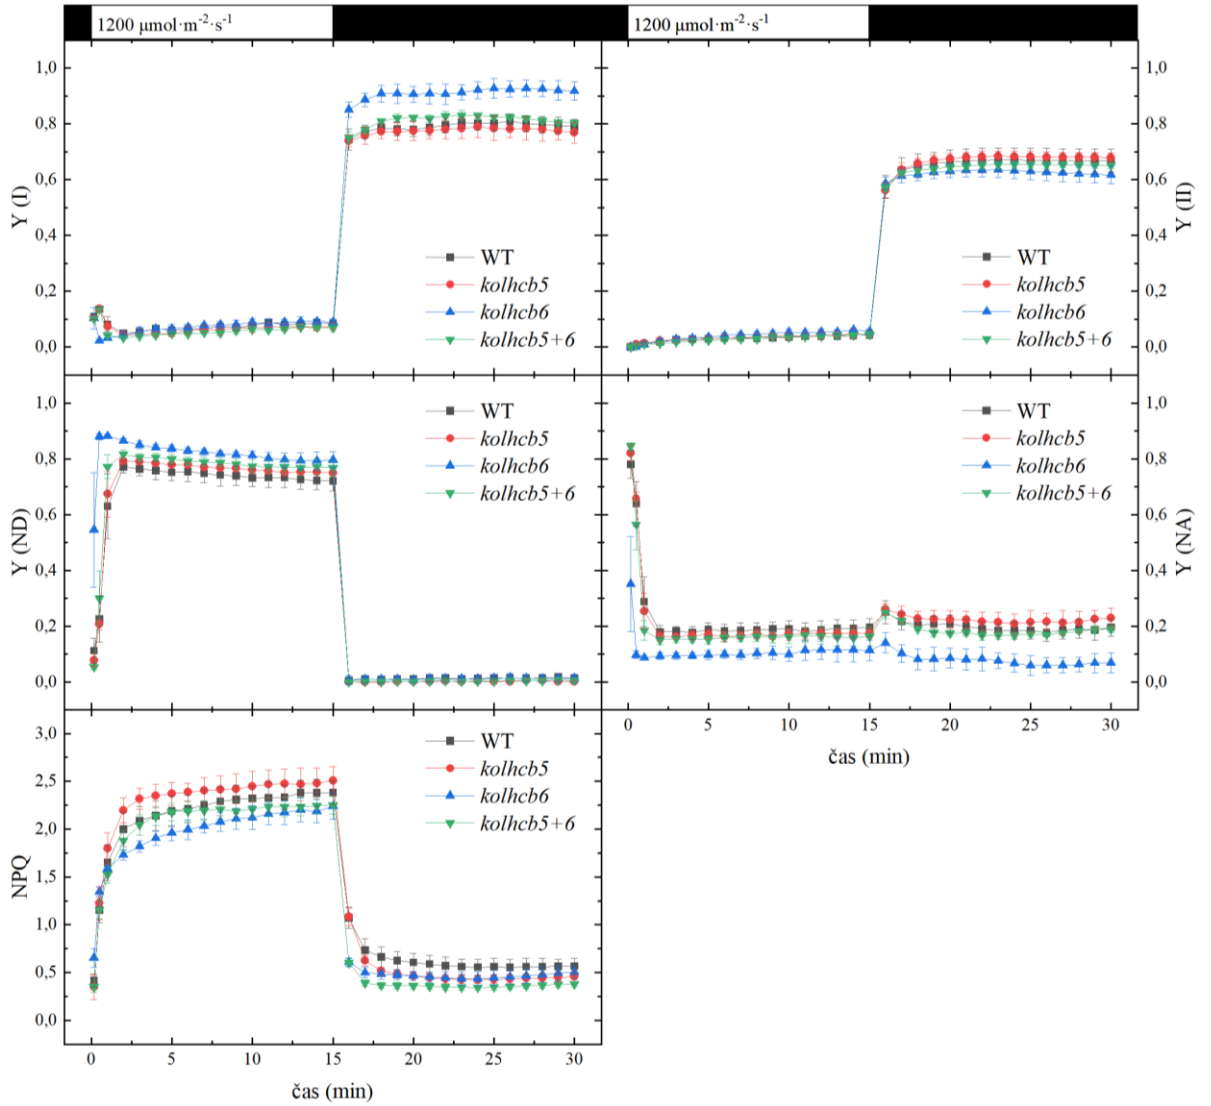 1200 μmol·m⁻²·s⁻¹
1200 μmol·m⁻²·s⁻¹
1,0
0,8
0,6
0,4
0,2
0,0
Y (I)
WT
kolhcb5
kolhcb6
kolhcb5+6
WT
kolhcb5
kolhcb6
kolhcb5+6
1,0
0,8
0,6
0,4
0,2
0,0
Y (II)
1,0
0,8
0,6
0,4
0,2
0,0
Y (ND)
WT
kolhcb5
kolhcb6
kolhcb5+6
WT
kolhcb5
kolhcb6
kolhcb5+6
1,0
0,8
0,6
0,4
0,2
0,0
Y (NA)
0 5 10 15 20 25 30
čas (min)
3,0
2,5
2,0
1,5
1,0
0,5
0,0
NPQ
WT
kolhcb5
kolhcb6
kolhcb5+6
0 5 10 15 20 25 30
čas (min)